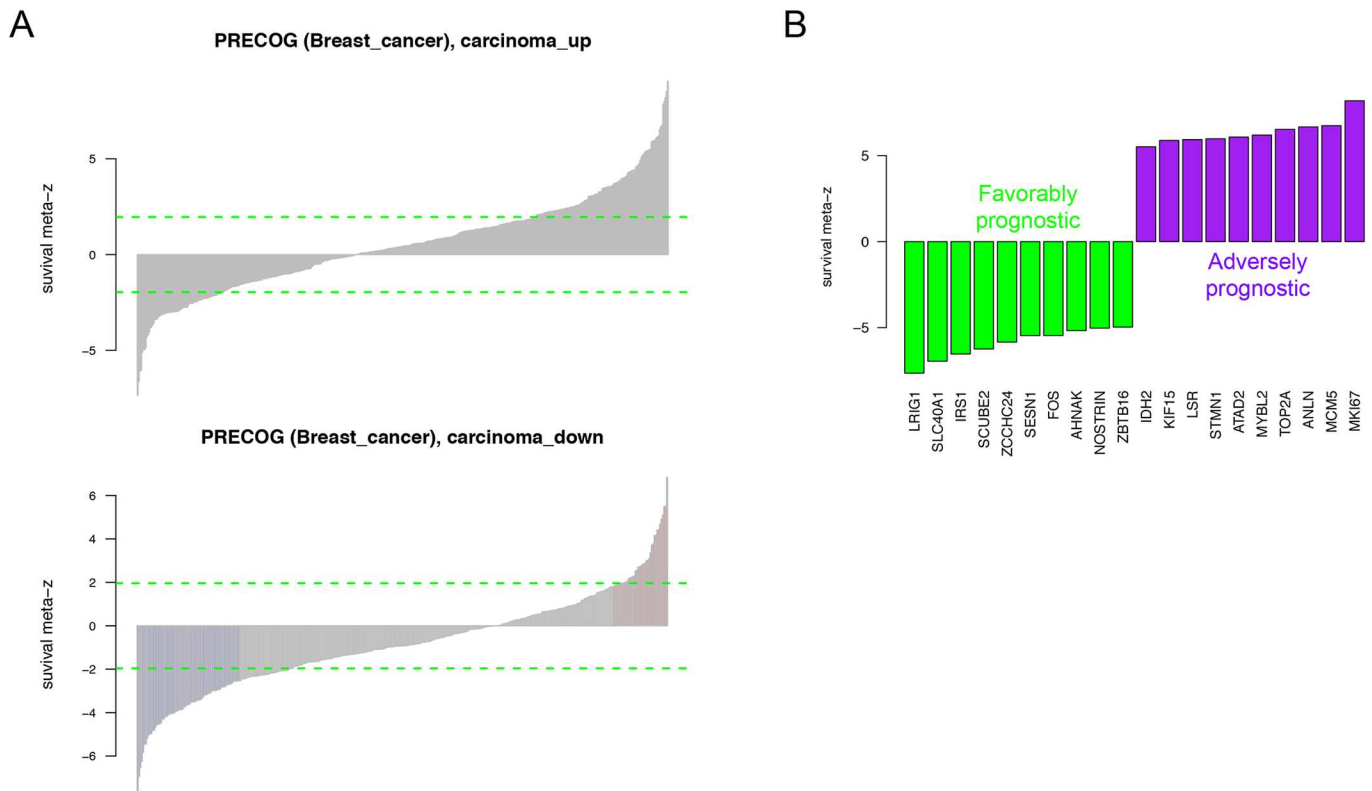 A
PRECOG (Breast_cancer), carcinoma_up
suvival meta-z
5
0
−5
PRECOG (Breast_cancer), carcinoma_down
suvival meta-z
6
4
2
0
−2
−4
−6
B
survival meta-z
5
0
−5
Favorably
prognostic
Adversely
prognostic
LRIG1
SLC40A1
IRS1
SCUBE2
ZCCHC24
SESN1
FOS
AHNAK
NOSTRIN
ZBTB16
IDH2
KIF15
LSR
STMN1
ATAD2
MYBL2
TOP2A
ANLN
MCM5
MKI67